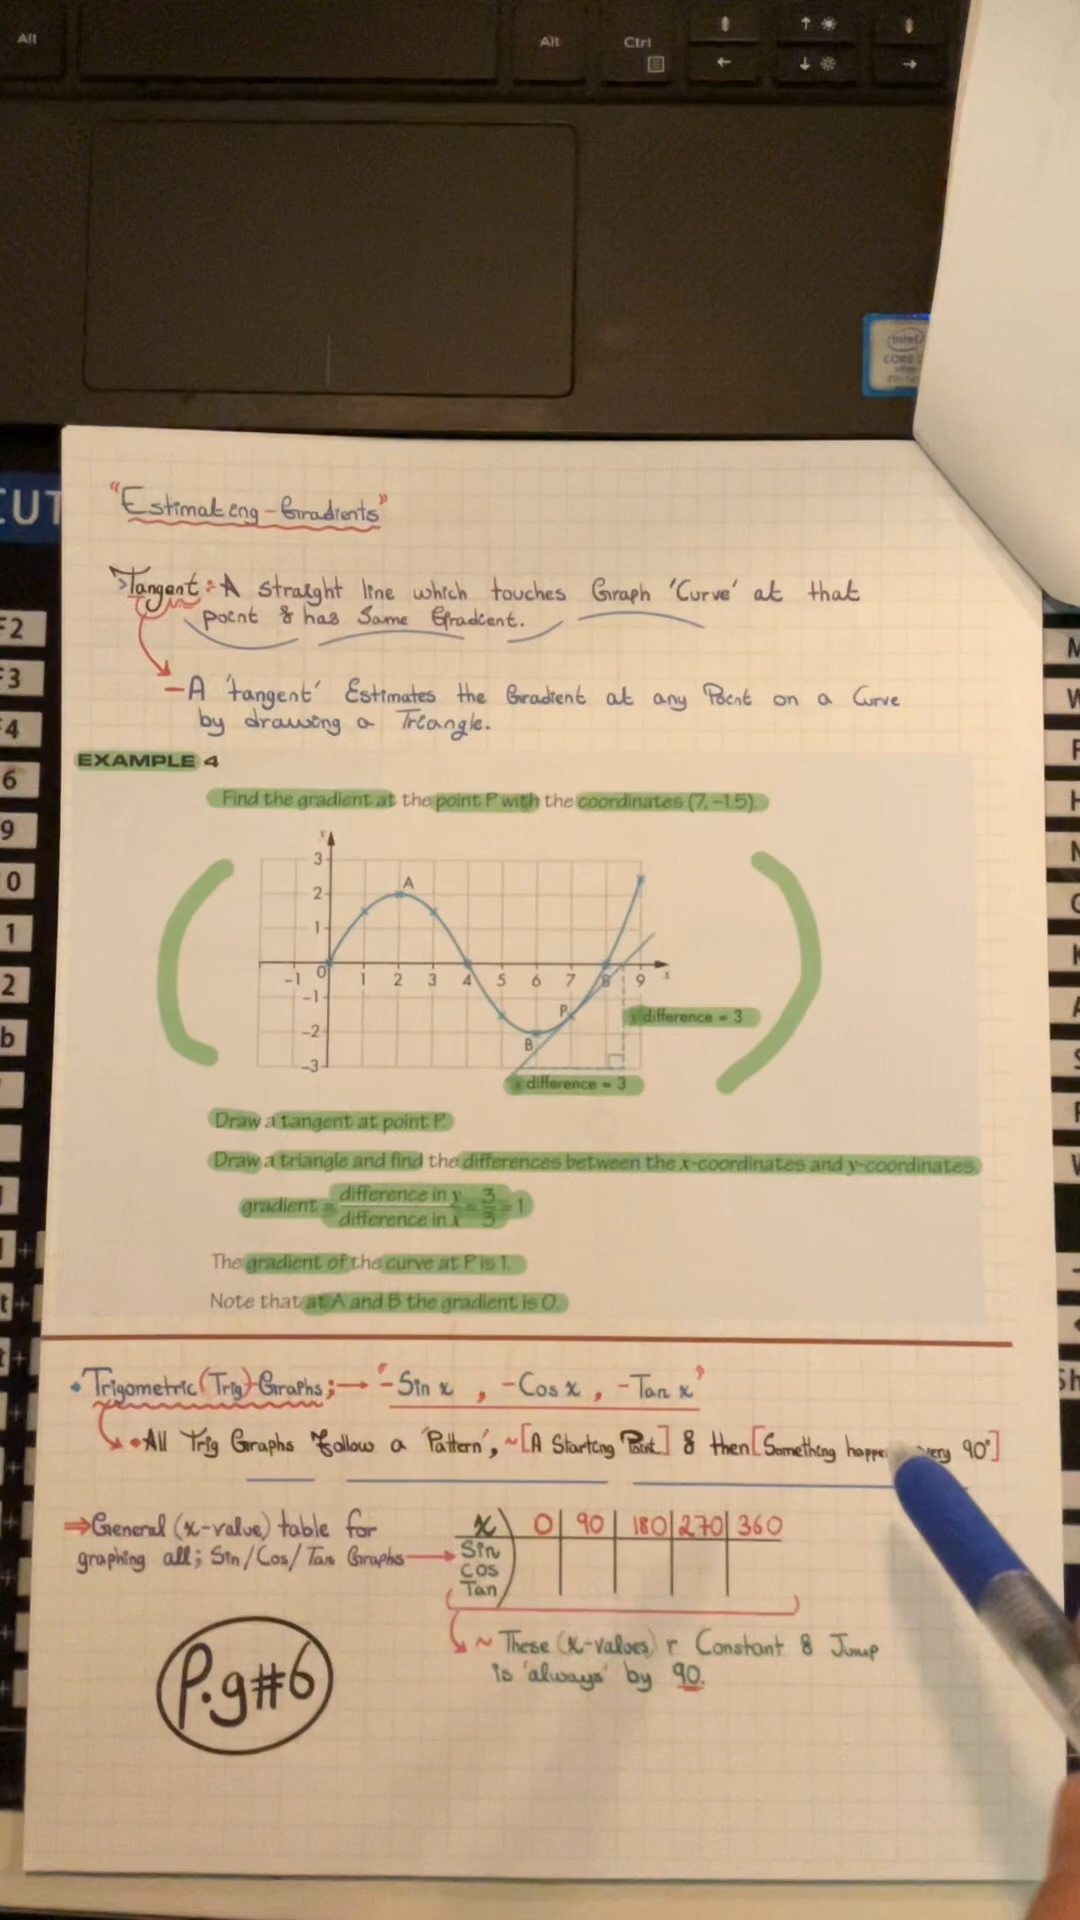 Alt
Alt
Ctrl
intel
CORE
CUT
"Estimating-Gradients"
Tangent: A straight line which touches Graph 'Curve' at that
point & has Same Gradient.
-A 'tangent' Estimates the Gradient at any Point on a Curve
by drawing a Triangle.
EXAMPLE 4
Find the gradient at the point P with the coordinates (7, -1.5).
y
3
2
1
0
-1
-2
-3
-1 1 2 3 4 5 6 7 8 9 x
A
P
B
y difference = 3
x difference = 3
Draw a tangent at point P.
Draw a triangle and find the differences between the x-coordinates and y-coordinates.
gradient = difference in y / difference in x = 3/3 = 1
The gradient of the curve at P is 1.
Note that at A and B the gradient is 0.
• Trigometric (Trig)-Graphs;→ '-Sin x , -Cos x , -Tan x'
•All Trig Graphs follow a 'Pattern', ~[A Starting Point] & then [Something happe very 90°]
⇒General (x-value) table for
graphing all; Sin/Cos/Tan Graphs
x 0 90 180 270 360
Sin
Cos
Tan
~ These (x-values) r Constant & Jump
is 'always' by 90.
P.g#6